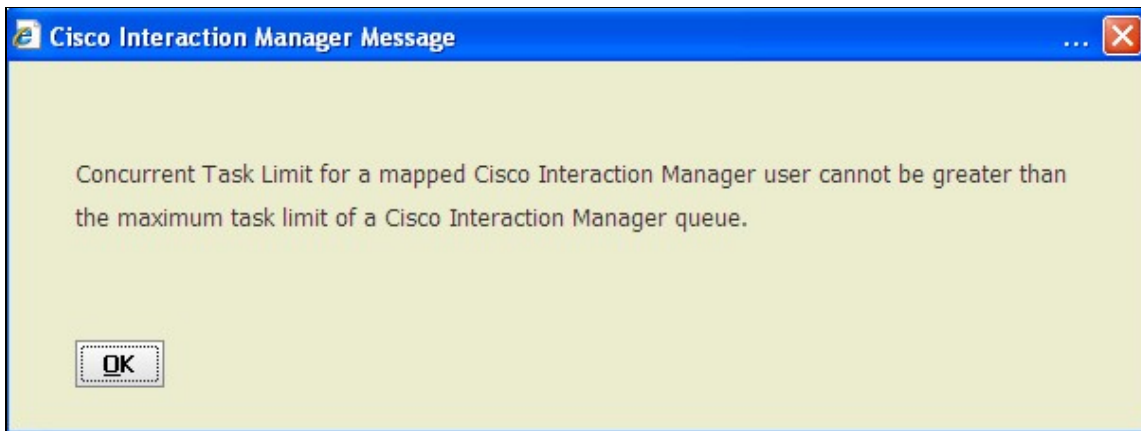 Cisco Interaction Manager Message ...
Concurrent Task Limit for a mapped Cisco Interaction Manager user cannot be greater than
the maximum task limit of a Cisco Interaction Manager queue.
OK